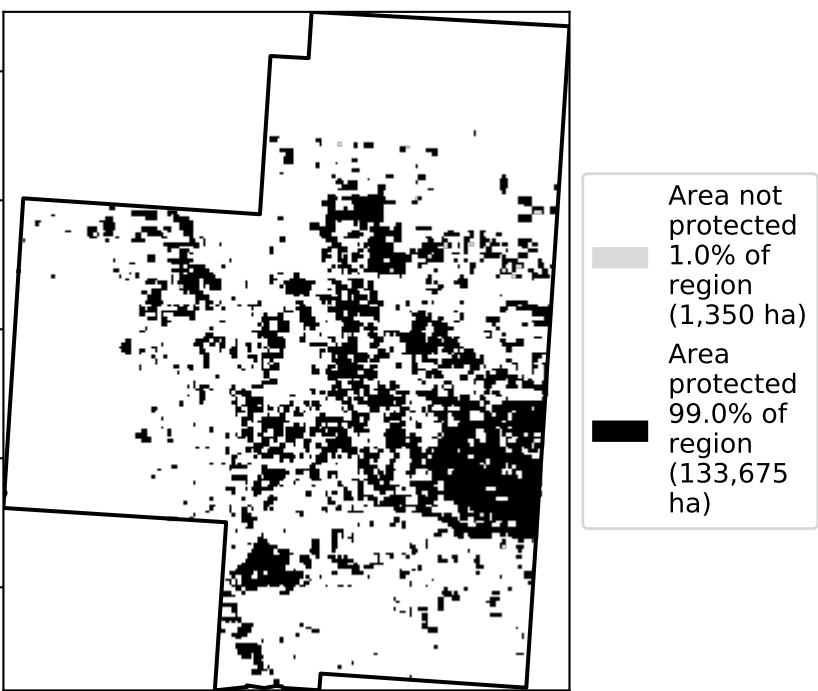 Area not
protected
1.0% of
region
(1,350 ha)
Area
protected
99.0% of
region
(133,675
ha)